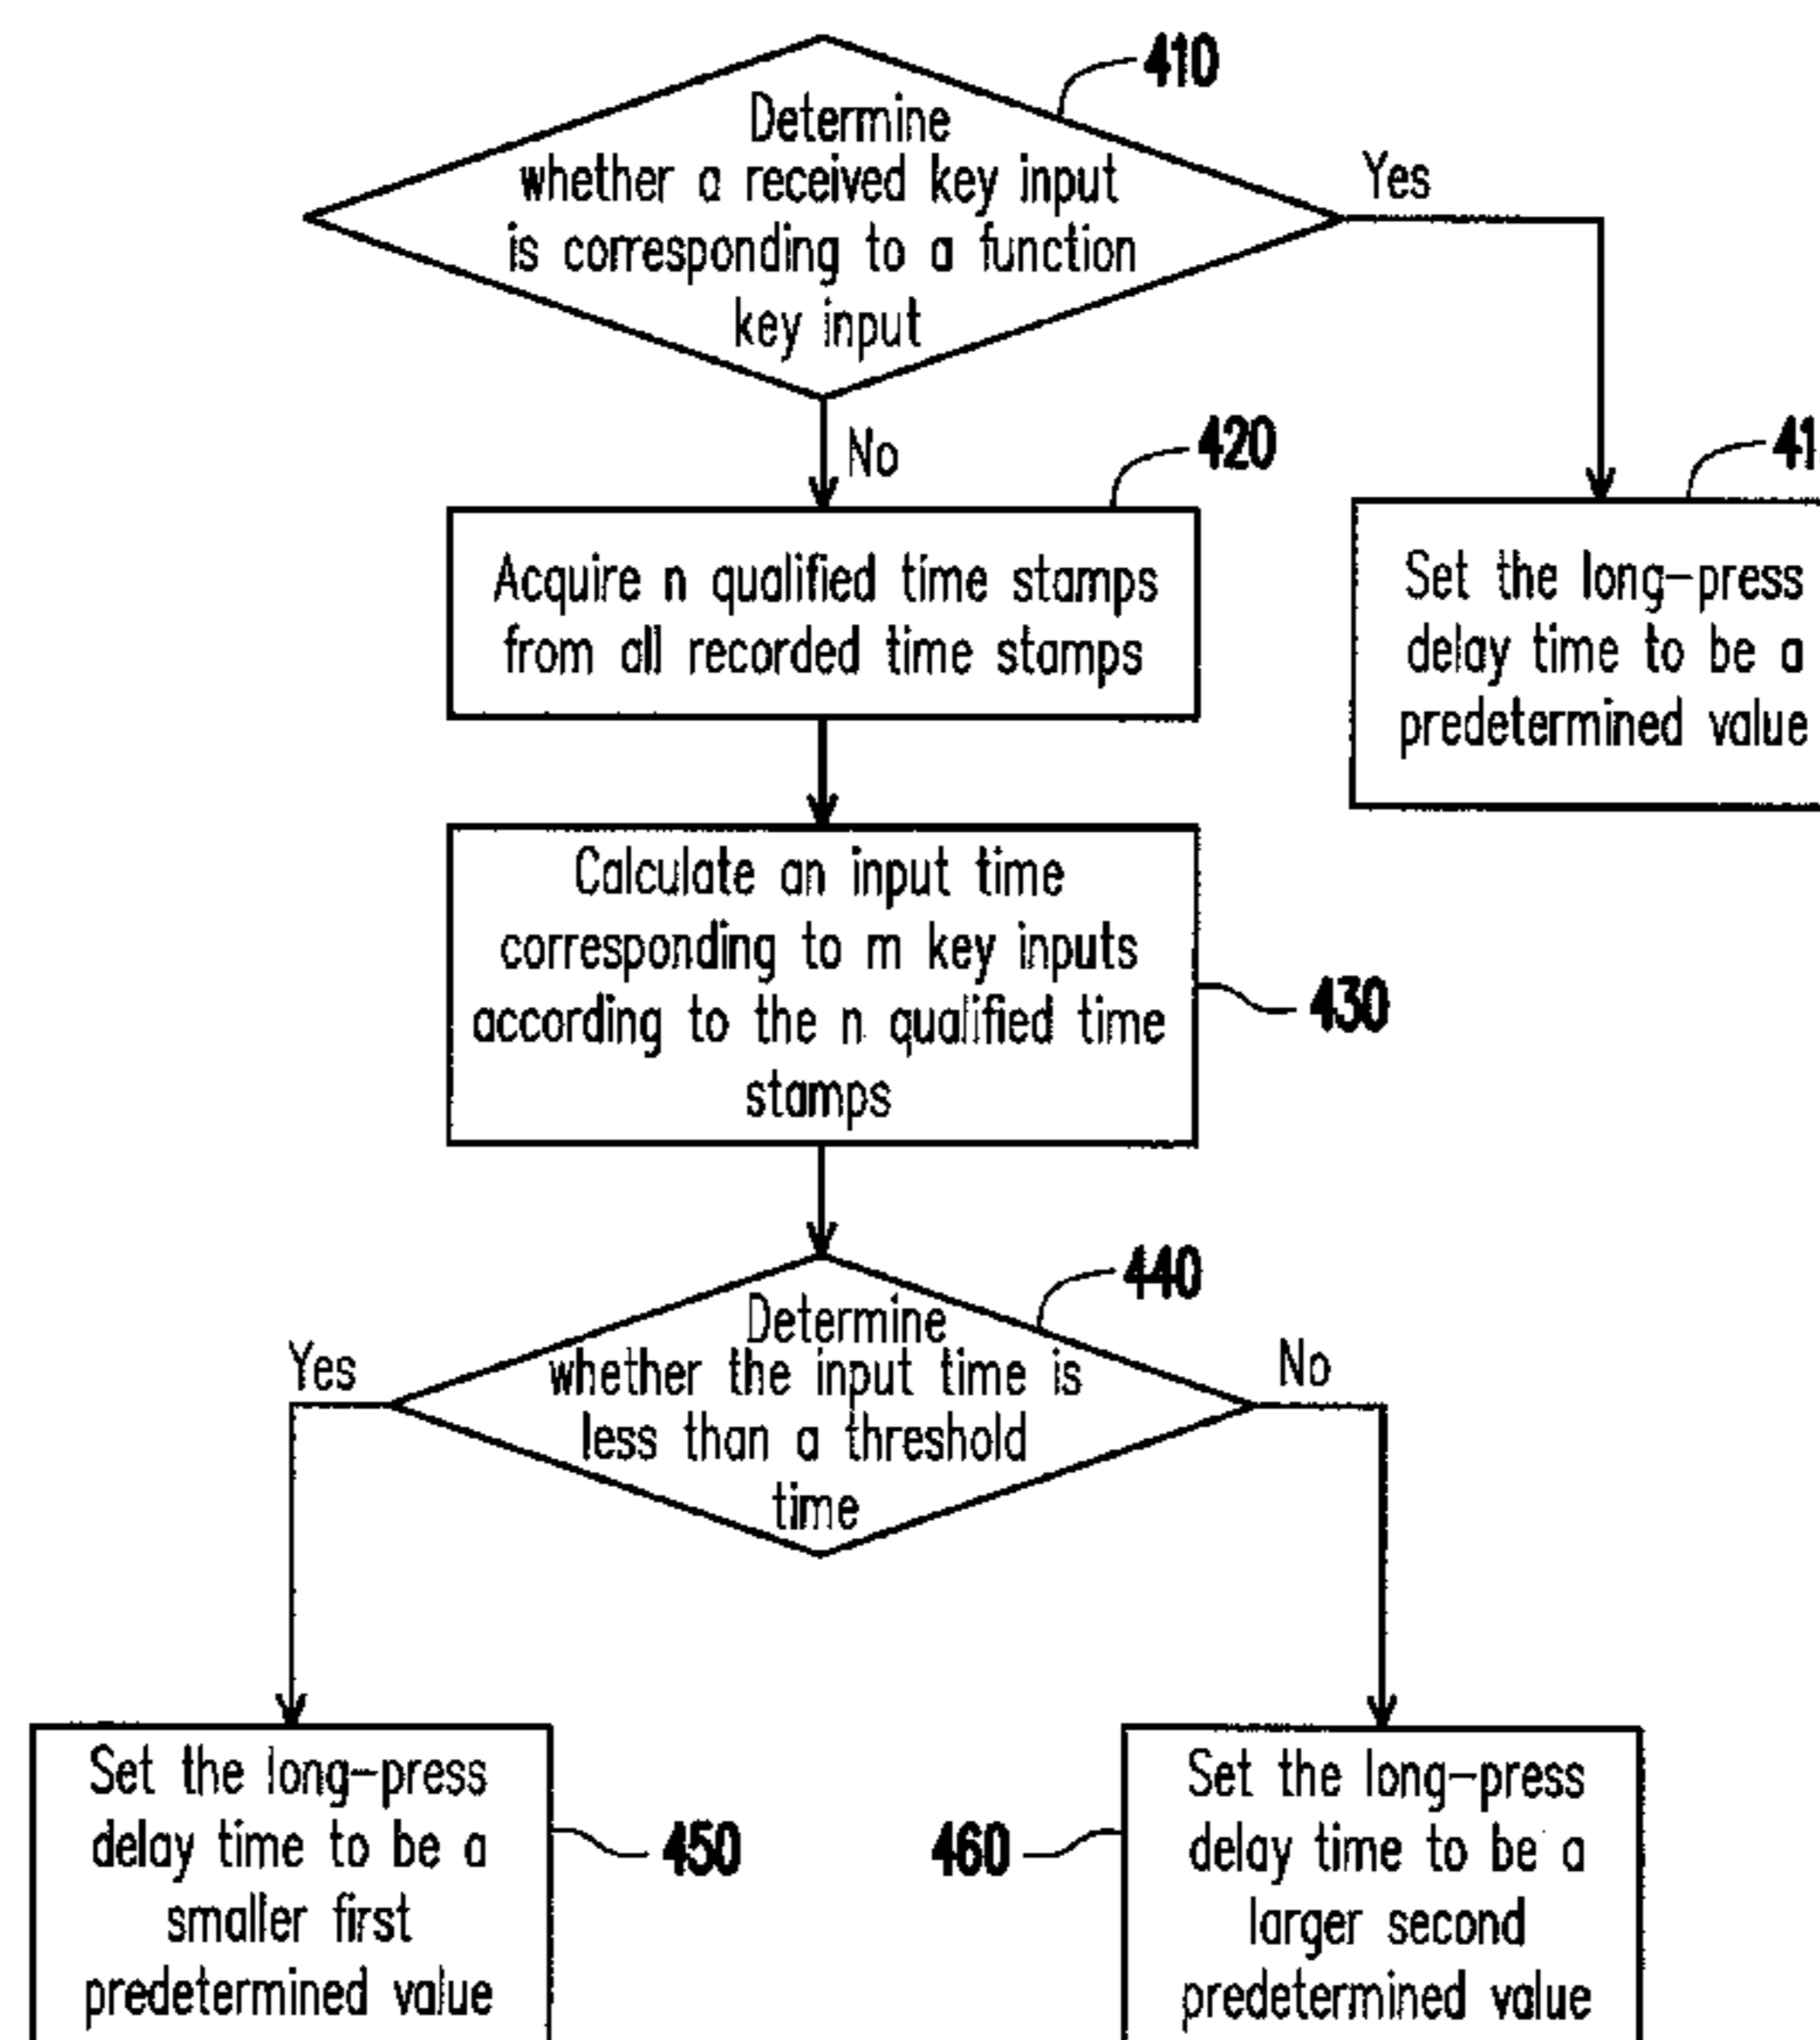 410
Determine
whether a received key input
is corresponding to a function
key input
Yes
No
420
Acquire n qualified time stamps
from all recorded time stamps
41
Set the long-press
delay time to be a
predetermined value
Calculate an input time
corresponding to m key inputs
according to the n qualified time
stamps
430
440
Determine
whether the input time is
less than a threshold
time
Yes
No
Set the long-press
delay time to be a
smaller first
predetermined value
450
460
Set the long-press
delay time to be a
larger second
predetermined value